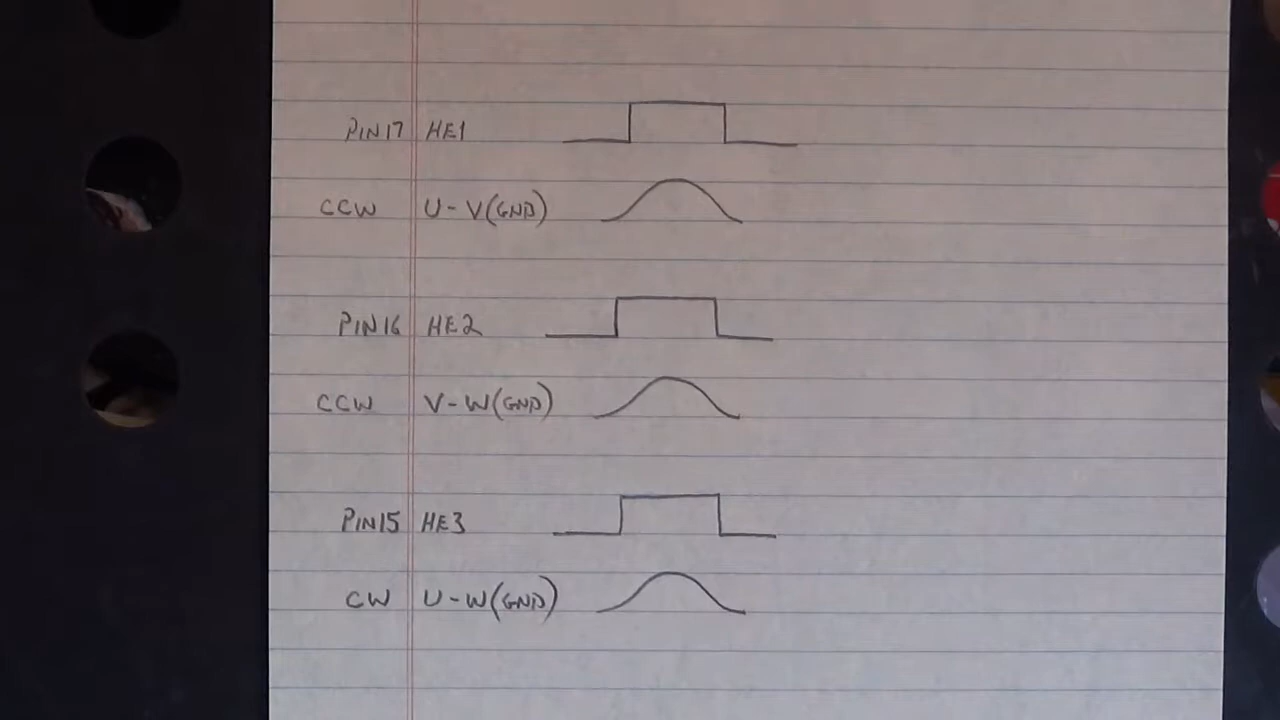 PIN17 HE1
CCW U-V(GND)
PIN16 HE2
CCW V-W(GND)
PIN15 HE3
CW U-W(GND)